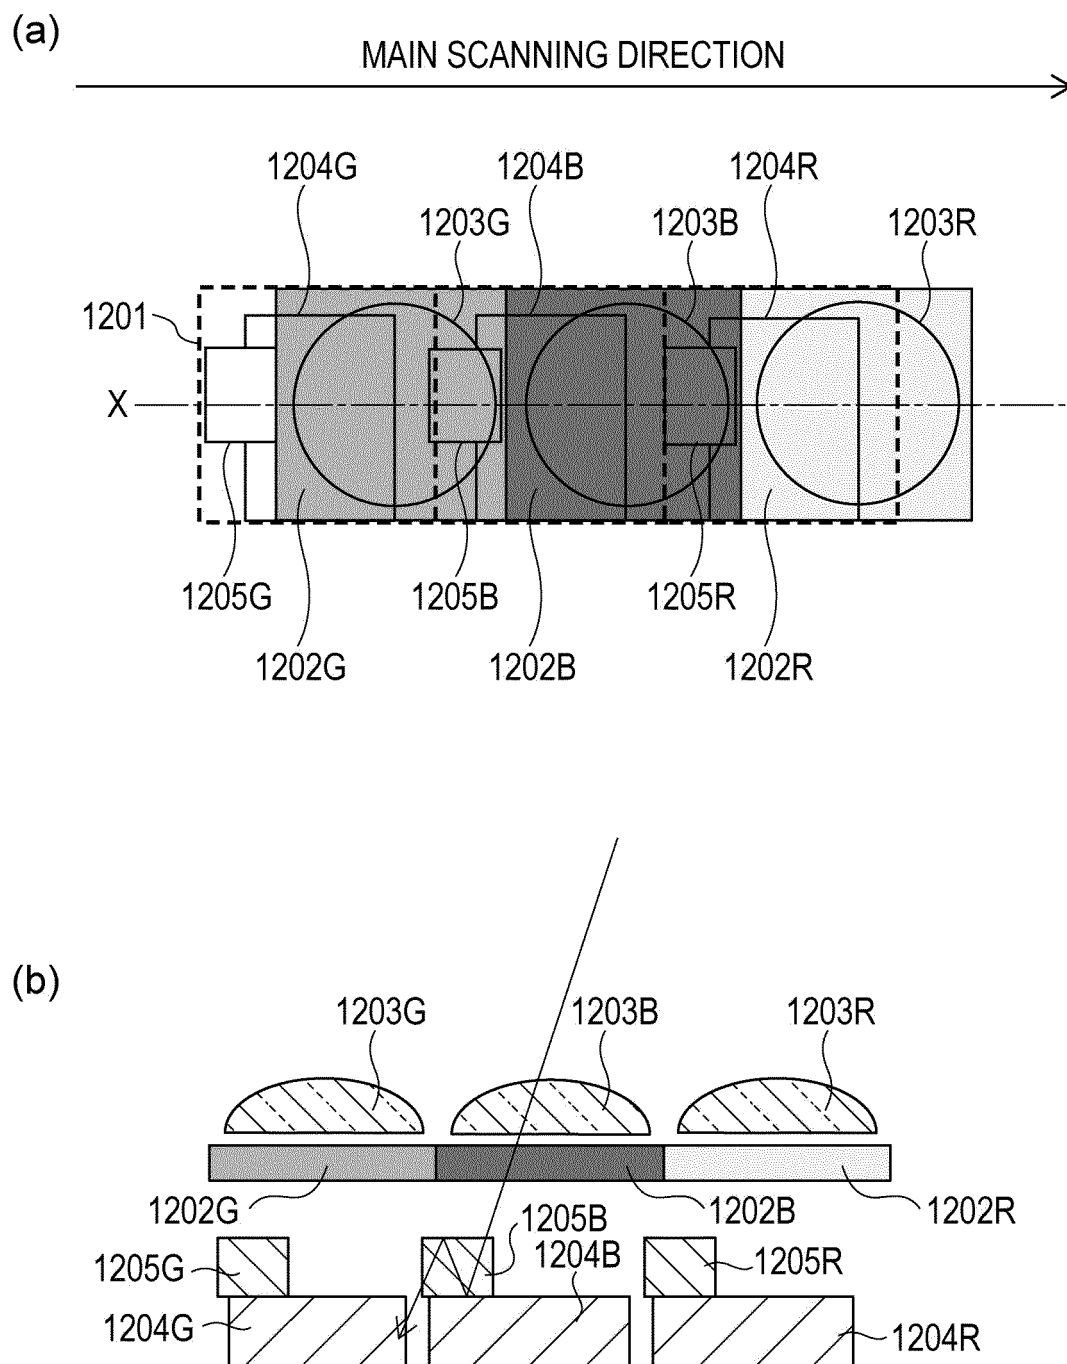 (a)
MAIN SCANNING DIRECTION
1204G 1204B 1204R
1203G 1203B 1203R
1201
X
1205G 1205B 1205R
1202G 1202B 1202R
(b)
1203G 1203B 1203R
1202G 1202B 1202R
1205B
1205G 1204B 1205R
1204G 1204R